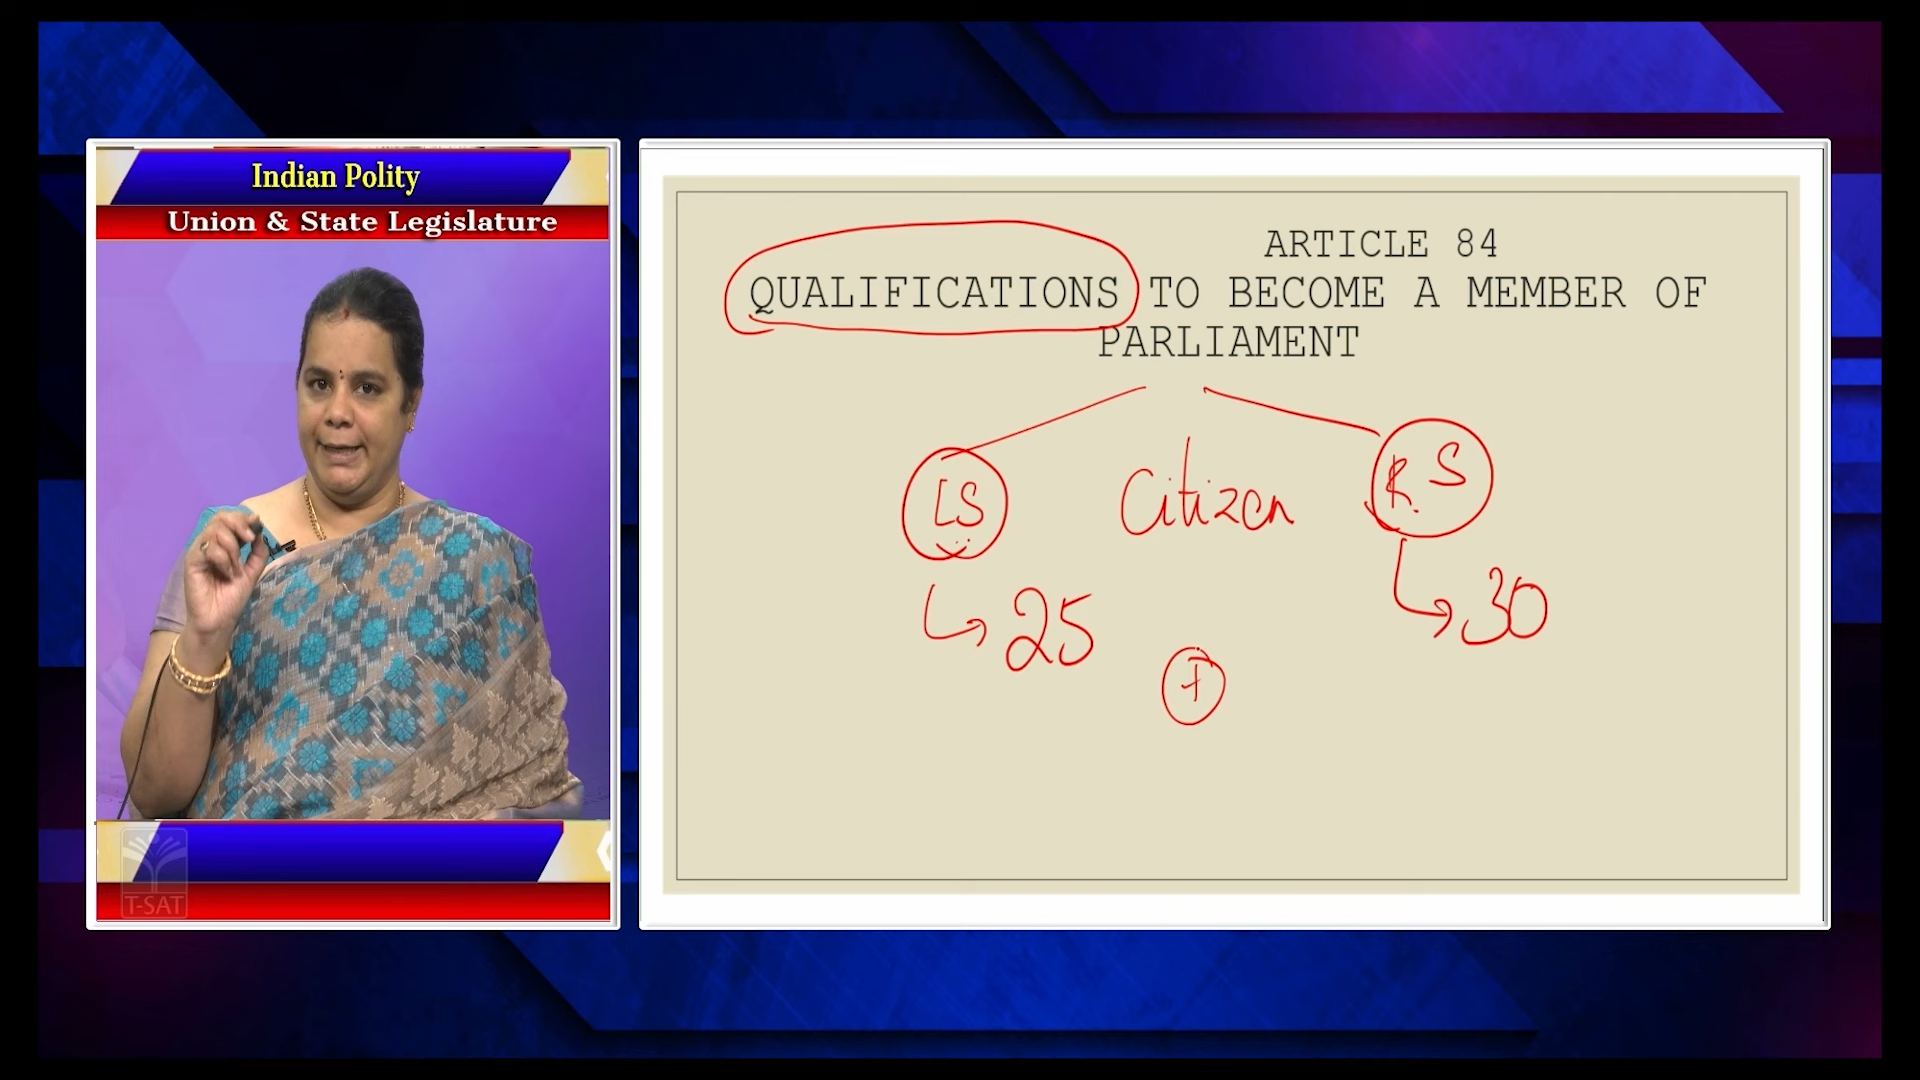 Indian Polity
Union & State Legislature
T-SAT
ARTICLE 84
QUALIFICATIONS TO BECOME A MEMBER OF
PARLIAMENT
LS Citizen R.S
25 30
+